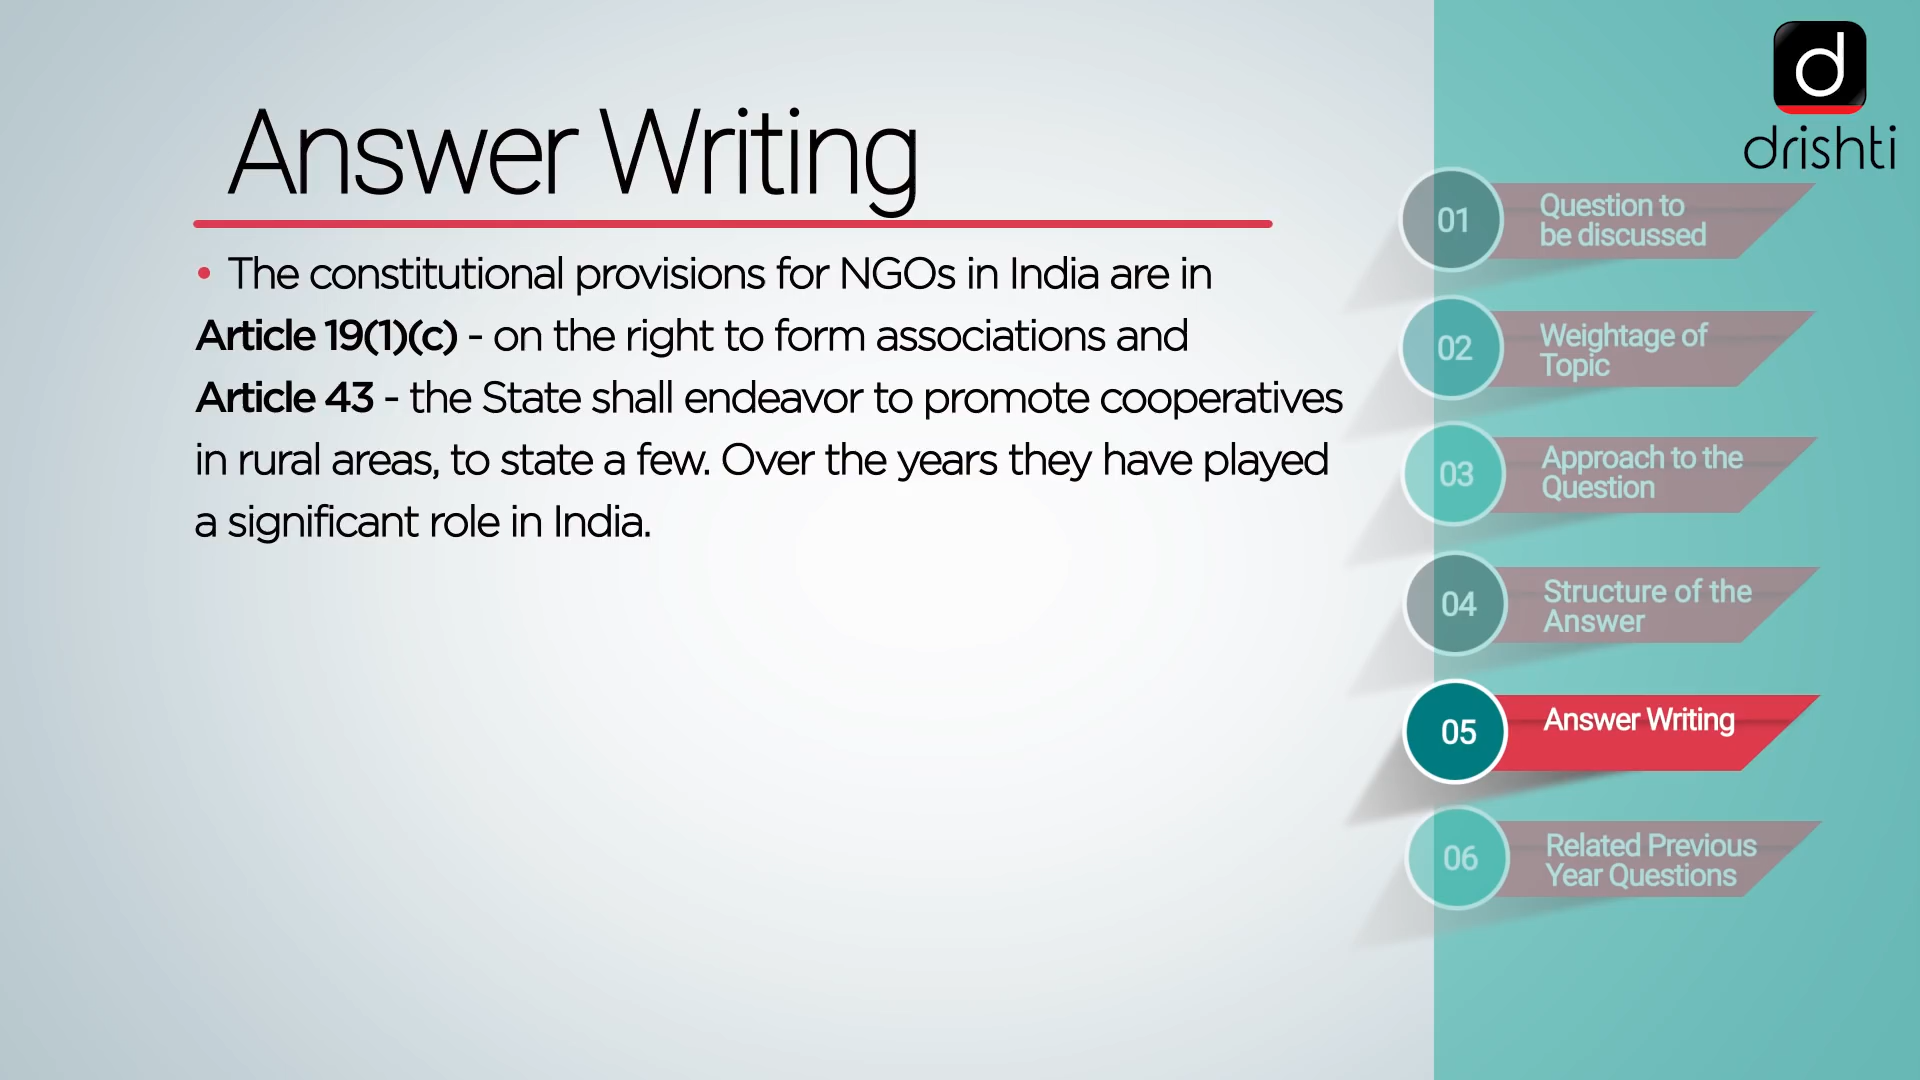 d
drishti
Answer Writing
• The constitutional provisions for NGOs in India are in
Article 19(1)(c) - on the right to form associations and
Article 43 - the State shall endeavor to promote cooperatives
in rural areas, to state a few. Over the years they have played
a significant role in India.
01
Question to
be discussed
02
Weightage of
Topic
03
Approach to the
Question
04
Structure of the
Answer
05
Answer Writing
06
Related Previous
Year Questions